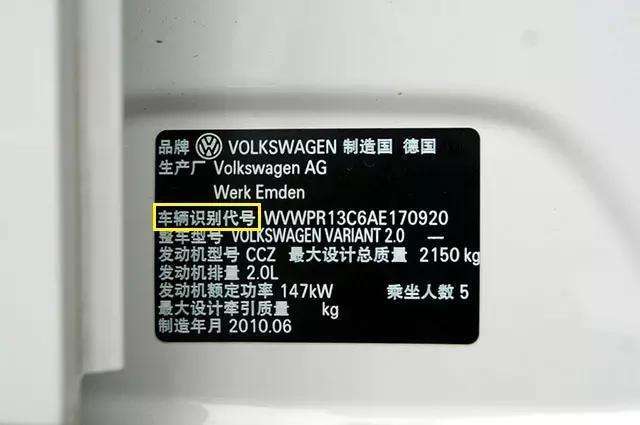 品牌 VOLKSWAGEN 制造国 德国
生产厂 Volkswagen AG
Werk Emden
车辆识别代号 WVWPR13C6AE170920
整车型号 VOLKSWAGEN VARIANT 2.0 —
发动机型号 CCZ 最大设计总质量 2150 kg
发动机排量 2.0L
发动机额定功率 147kW 乘坐人数 5
最大设计牵引质量 kg
制造年月 2010.06